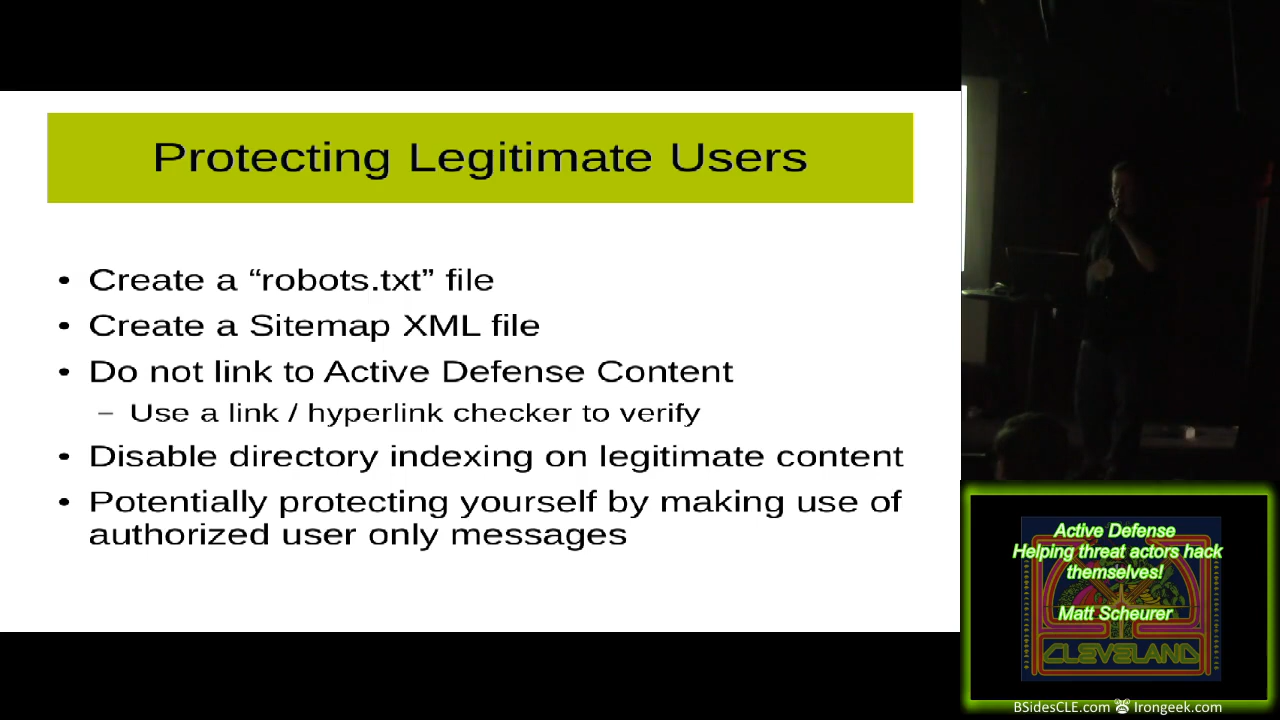 Protecting Legitimate Users
• Create a “robots.txt” file
• Create a Sitemap XML file
• Do not link to Active Defense Content
– Use a link / hyperlink checker to verify
• Disable directory indexing on legitimate content
• Potentially protecting yourself by making use of
authorized user only messages
Active Defense
Helping threat actors hack
themselves!
Matt Scheurer
CLEVELAND
BSidesCLE.com Irongeek.com